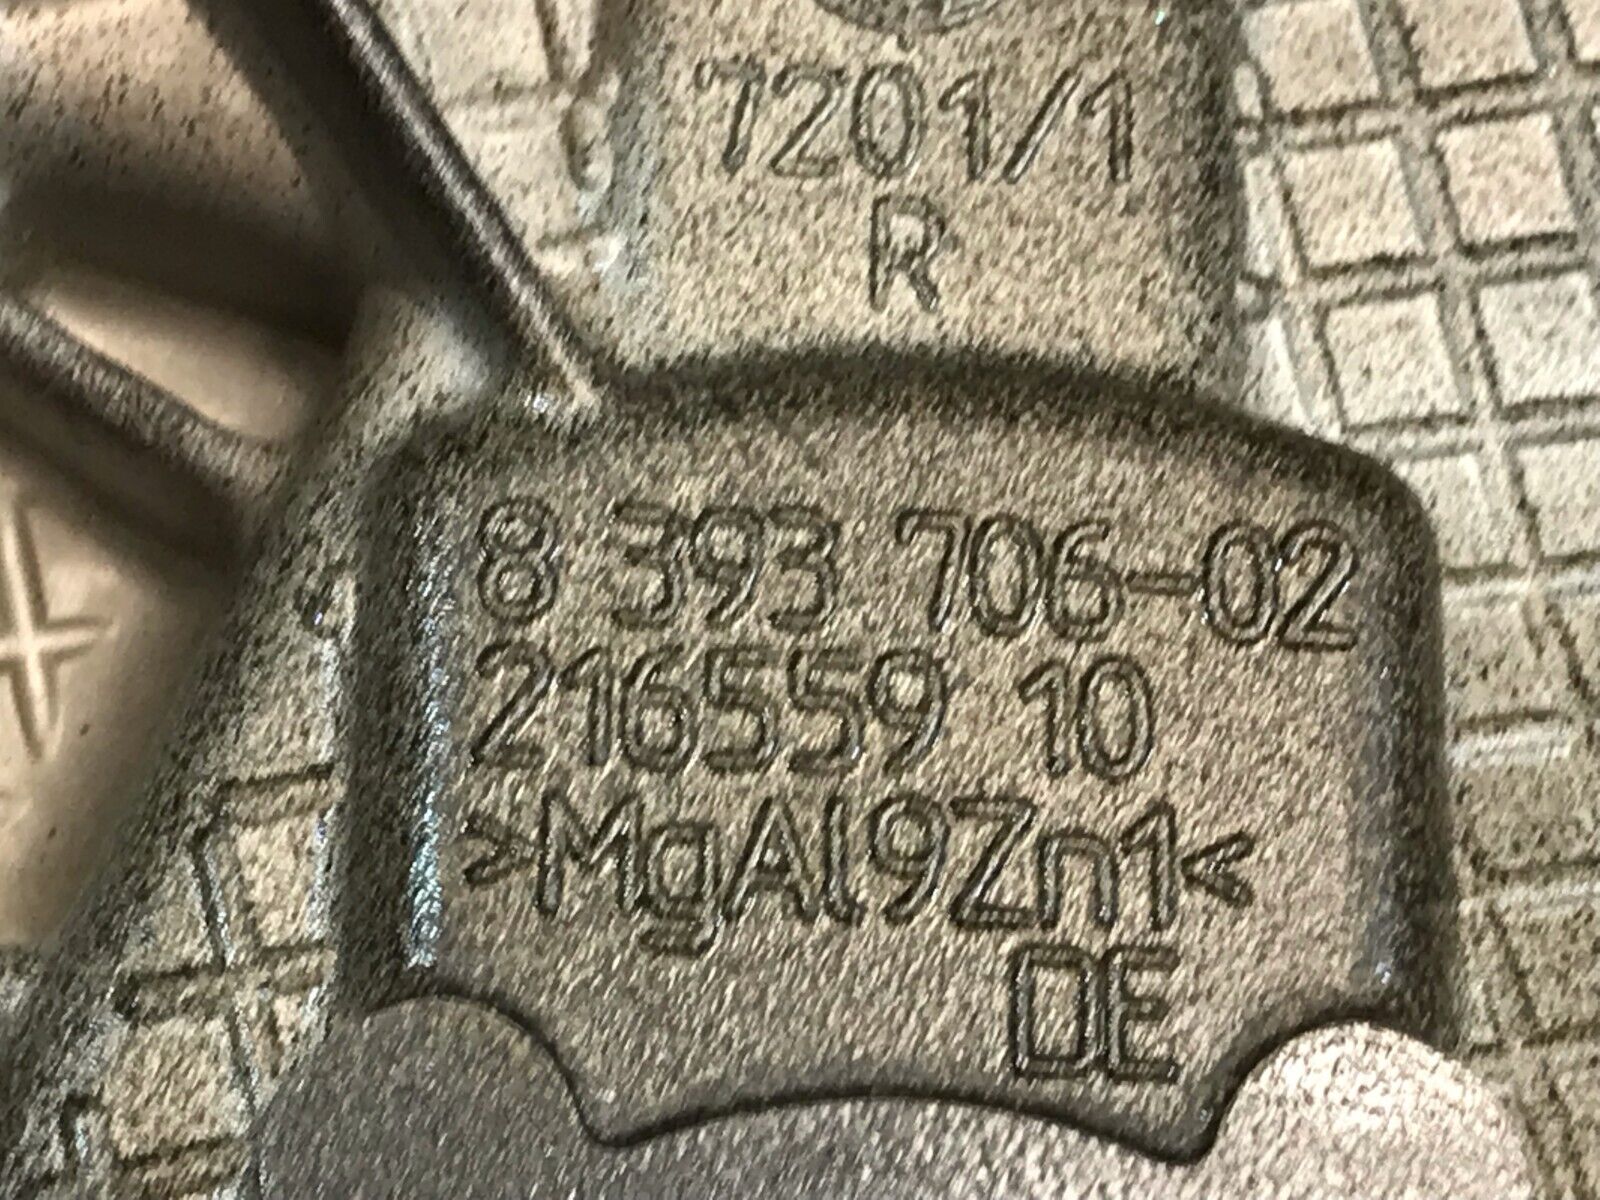 7201/1
R
8 393 706-02
216559 10
>MgAl9Zn1<
DE